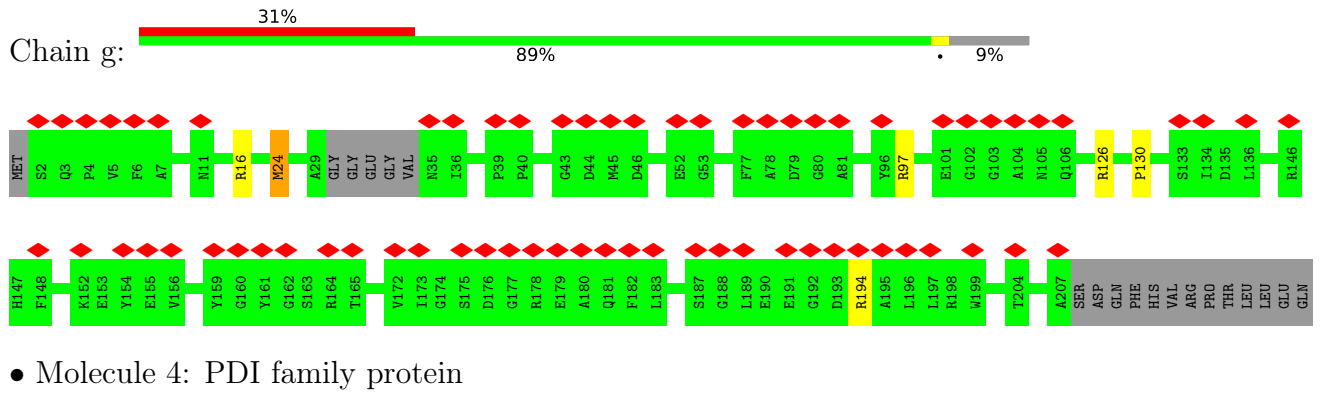 31%
Chain g:
89% • 9%
MET S2 Q3 P4 V5 F6 A7 N11 R16 M24 A29 GLY GLY GLU GLY VAL N35 I36 P39 P40 G43 D44 M45 D46 E52 G53 F77 A78 D79 G80 A81 Y96 R97 E101 G102 G103 A104 N105 Q106 R126 P130 S133 I134 D135 L136 R146
H147 F148 K152 E153 Y154 E155 V156 Y159 G160 Y161 G162 S163 R164 T165 V172 I173 G174 S175 D176 G177 R178 E179 A180 Q181 F182 L183 S187 G188 L189 E190 E191 G192 D193 R194 A195 L196 L197 R198 W199 T204 A207 SER ASP GLN PHE HIS VAL ARG PRO THR LEU LEU GLU GLN
• Molecule 4: PDI family protein